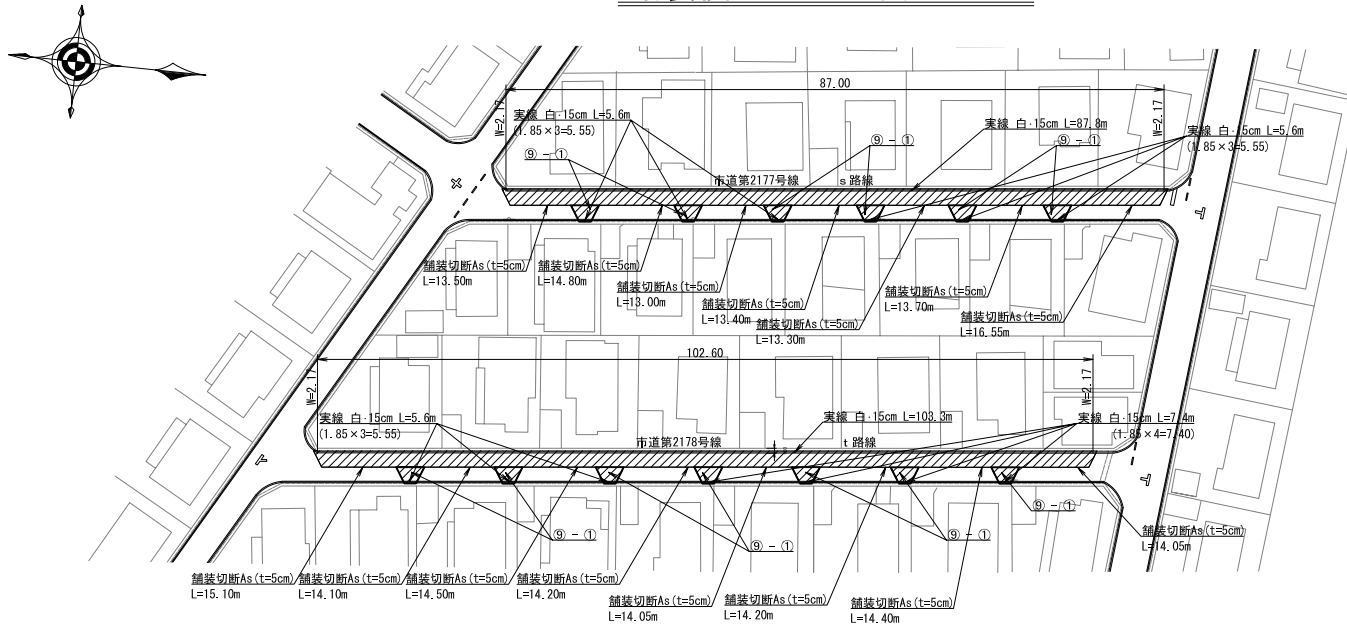 87.00
W=2.17
W=2.17
実線 白･15cm L=5.6m
(1.85×3=5.55)
⑨ - ①
⑨ - ①
実線 白･15cm L=87.8m
⑨ - ①
実線 白･15cm L=5.6m
(1.85×3=5.55)
市道第2177号線 s 路線
舗装切断As(t=5cm)
L=13.50m
舗装切断As(t=5cm)
L=14.80m
舗装切断As(t=5cm)
L=13.00m
舗装切断As(t=5cm)
L=13.40m
舗装切断As(t=5cm)
L=13.30m
舗装切断As(t=5cm)
L=13.70m
舗装切断As(t=5cm)
L=16.55m
102.60
W=2.17
W=2.17
実線 白･15cm L=5.6m
(1.85×3=5.55)
実線 白･15cm L=103.3m
実線 白･15cm L=7.4m
(1.85×4=7.40)
市道第2178号線 t 路線
⑨ - ①
⑨ - ①
⑨ - ①
⑨ - ①
舗装切断As(t=5cm)
L=14.05m
舗装切断As(t=5cm)
L=15.10m
舗装切断As(t=5cm)
L=14.10m
舗装切断As(t=5cm)
L=14.50m
舗装切断As(t=5cm)
L=14.20m
舗装切断As(t=5cm)
L=14.05m
舗装切断As(t=5cm)
L=14.20m
舗装切断As(t=5cm)
L=14.40m